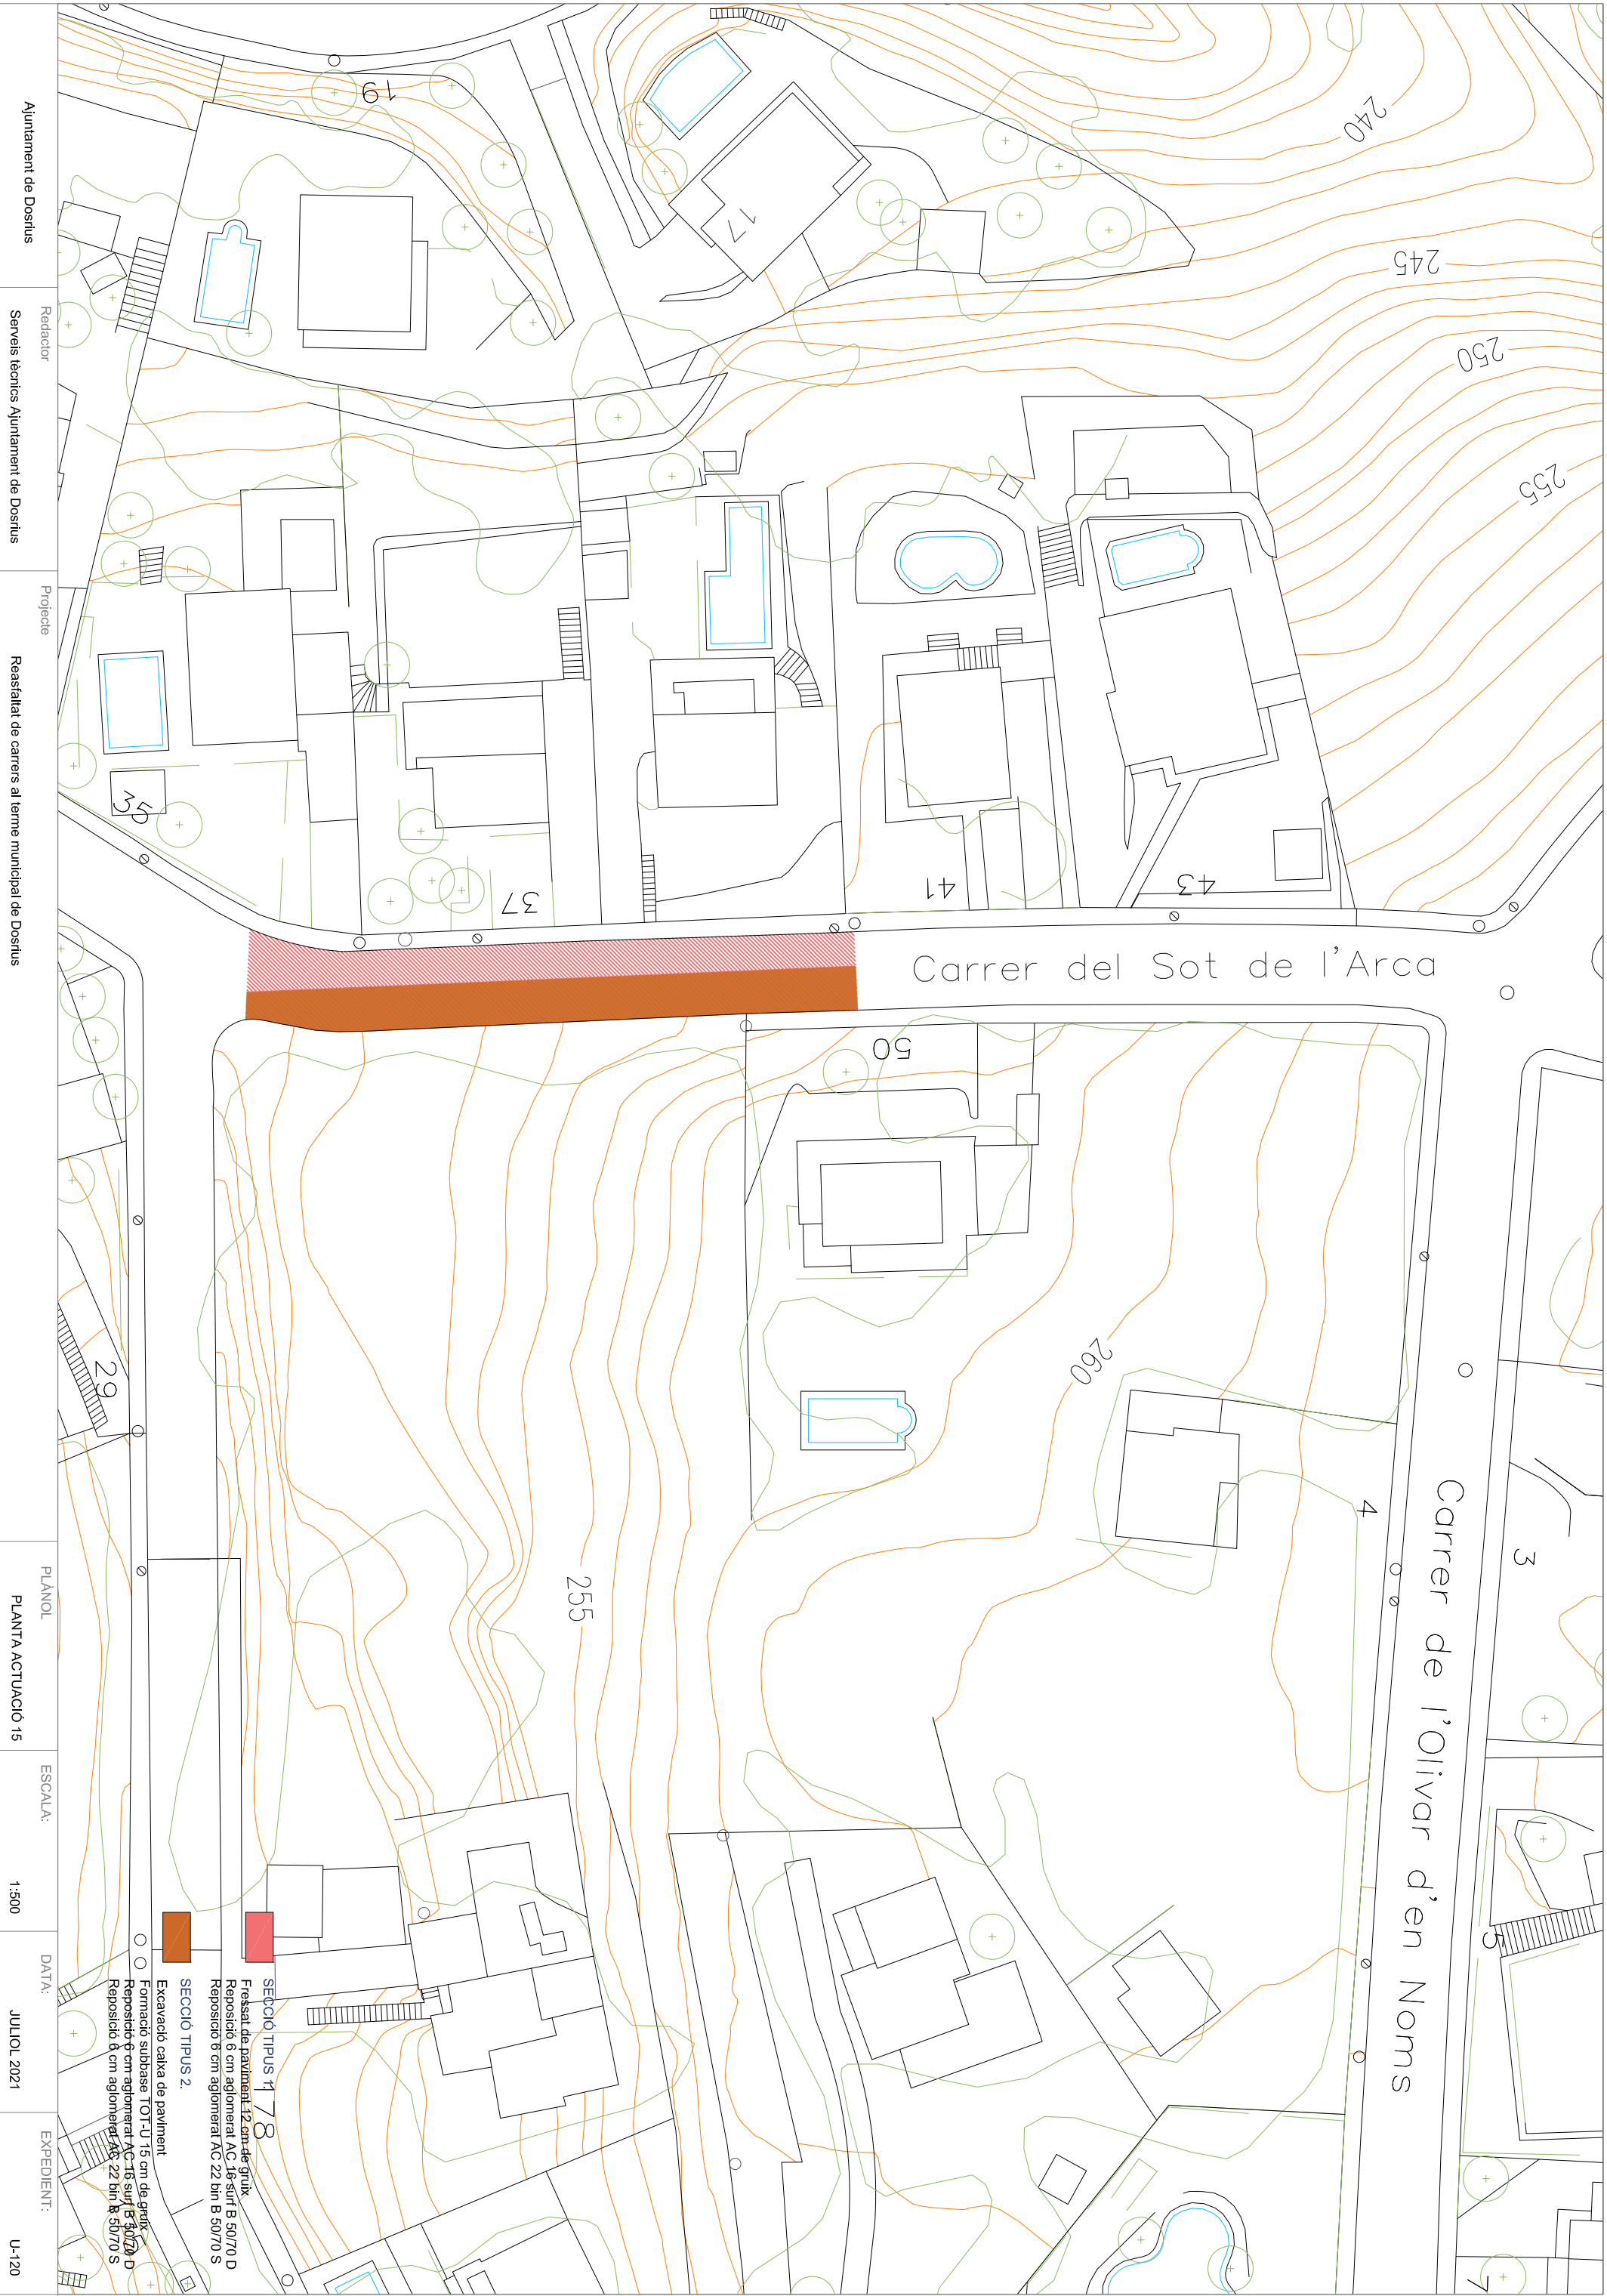 Carrer del Sot de l'Arca
Carrer de l'Olivar d'en Noms
240
245
250
255
19
17
35
37
41
43
50
260
255
29
4
3
5
7
78
SECCIÓ TIPUS 1.
Fressat de paviment 12 cm de gruix
Reposició 6 cm aglomerat AC 16 surf B 50/70 D
Reposició 6 cm aglomerat AC 22 bin B 50/70 S
SECCIÓ TIPUS 2.
Excavació caixa de paviment
Formació subbase TOT-U 15 cm de gruix
Reposició 6 cm aglomerat AC 16 surf B 50/70 D
Reposició 6 cm aglomerat AC 22 bin B 50/70 S
Ajuntament de Dosrius
Redactor
Serveis tècnics Ajuntament de Dosrius
Projecte
Reasfaltat de carrers al terme municipal de Dosrius
PLÀNOL
PLANTA ACTUACIÓ 15
ESCALA:
1:500
DATA:
JULIOL 2021
EXPEDIENT:
U-120